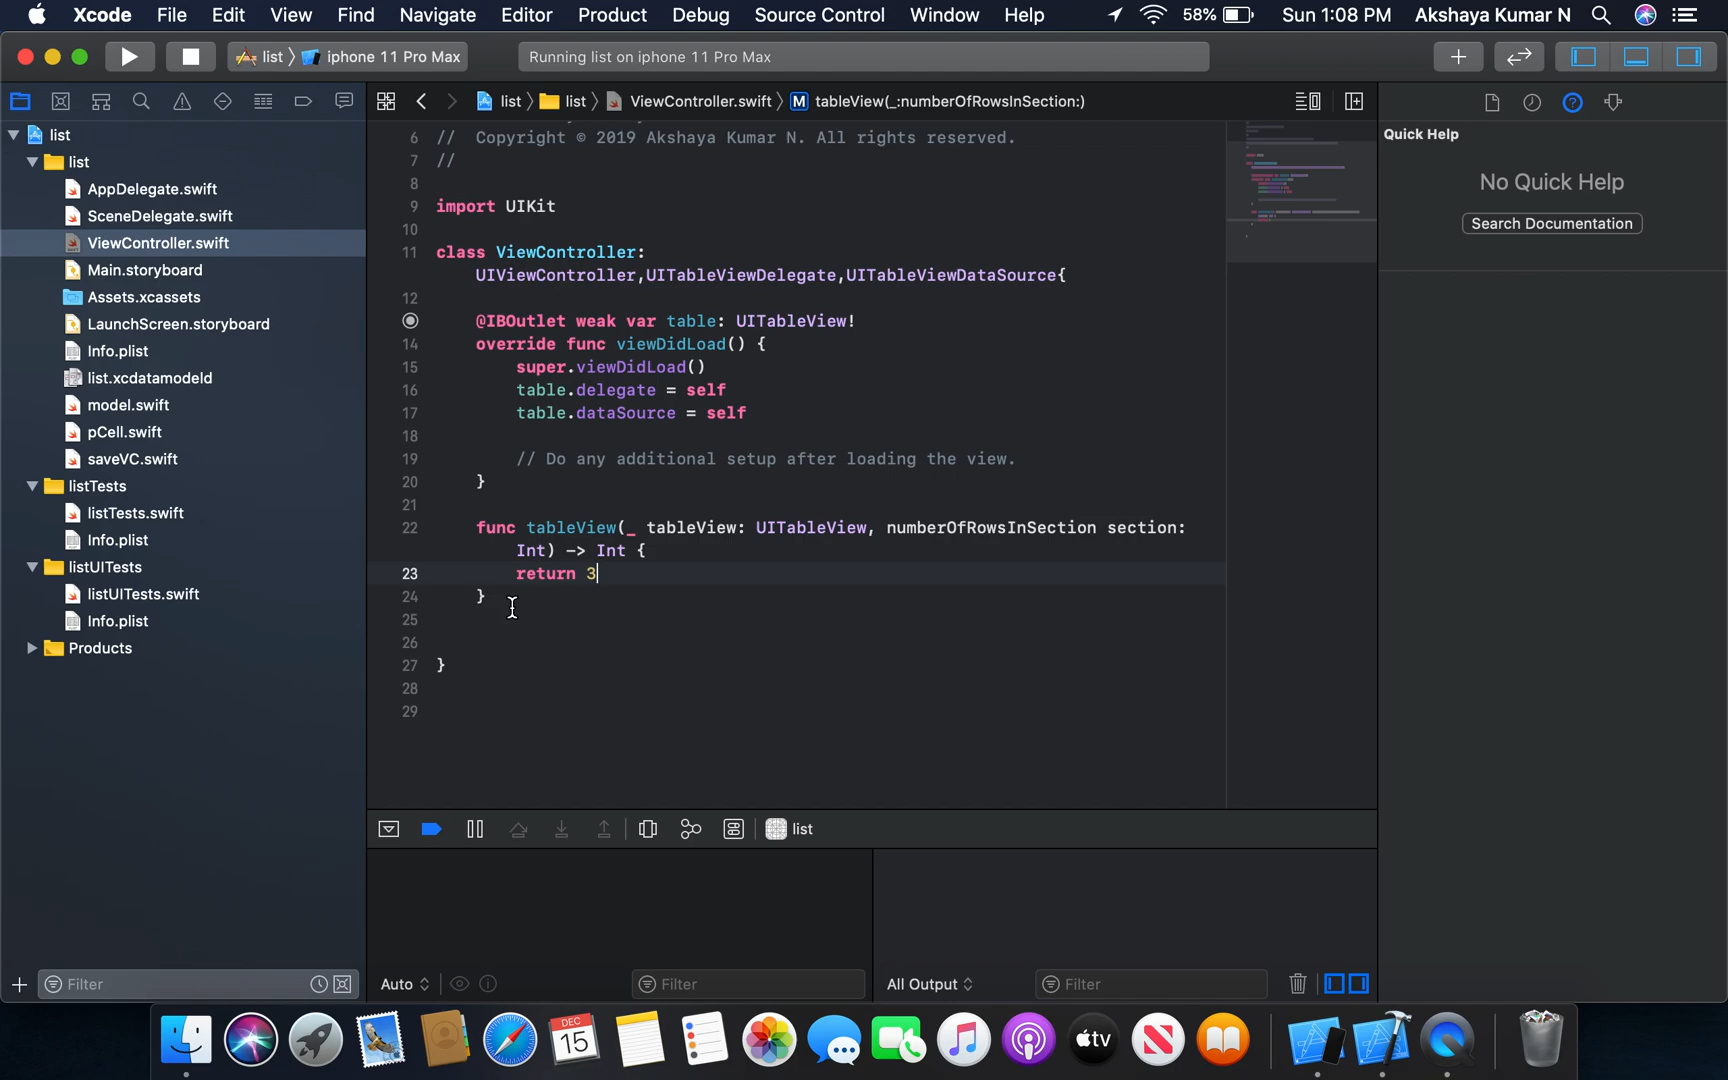 Xcode File Edit View Find Navigate Editor Product Debug Source Control Window Help 58% Sun 1:08 PM Akshaya Kumar N
list iphone 11 Pro Max Running list on iphone 11 Pro Max
list list ViewController.swift M tableView(_:numberOfRowsInSection:)
list
list
AppDelegate.swift
SceneDelegate.swift
ViewController.swift
Main.storyboard
Assets.xcassets
LaunchScreen.storyboard
Info.plist
list.xcdatamodeld
model.swift
pCell.swift
saveVC.swift
listTests
listTests.swift
Info.plist
listUITests
listUITests.swift
Info.plist
Products
Filter
6 // Copyright © 2019 Akshaya Kumar N. All rights reserved.
7 //
8
9 import UIKit
10
11 class ViewController:
UIViewController,UITableViewDelegate,UITableViewDataSource{
12
@IBOutlet weak var table: UITableView!
14 override func viewDidLoad() {
15 super.viewDidLoad()
16 table.delegate = self
17 table.dataSource = self
18
19 // Do any additional setup after loading the view.
20 }
21
22 func tableView(_ tableView: UITableView, numberOfRowsInSection section:
Int) -> Int {
23 return 3
24 }
25
26
27 }
28
29
list
Auto Filter All Output Filter
Quick Help
No Quick Help
Search Documentation
DEC
15
tv